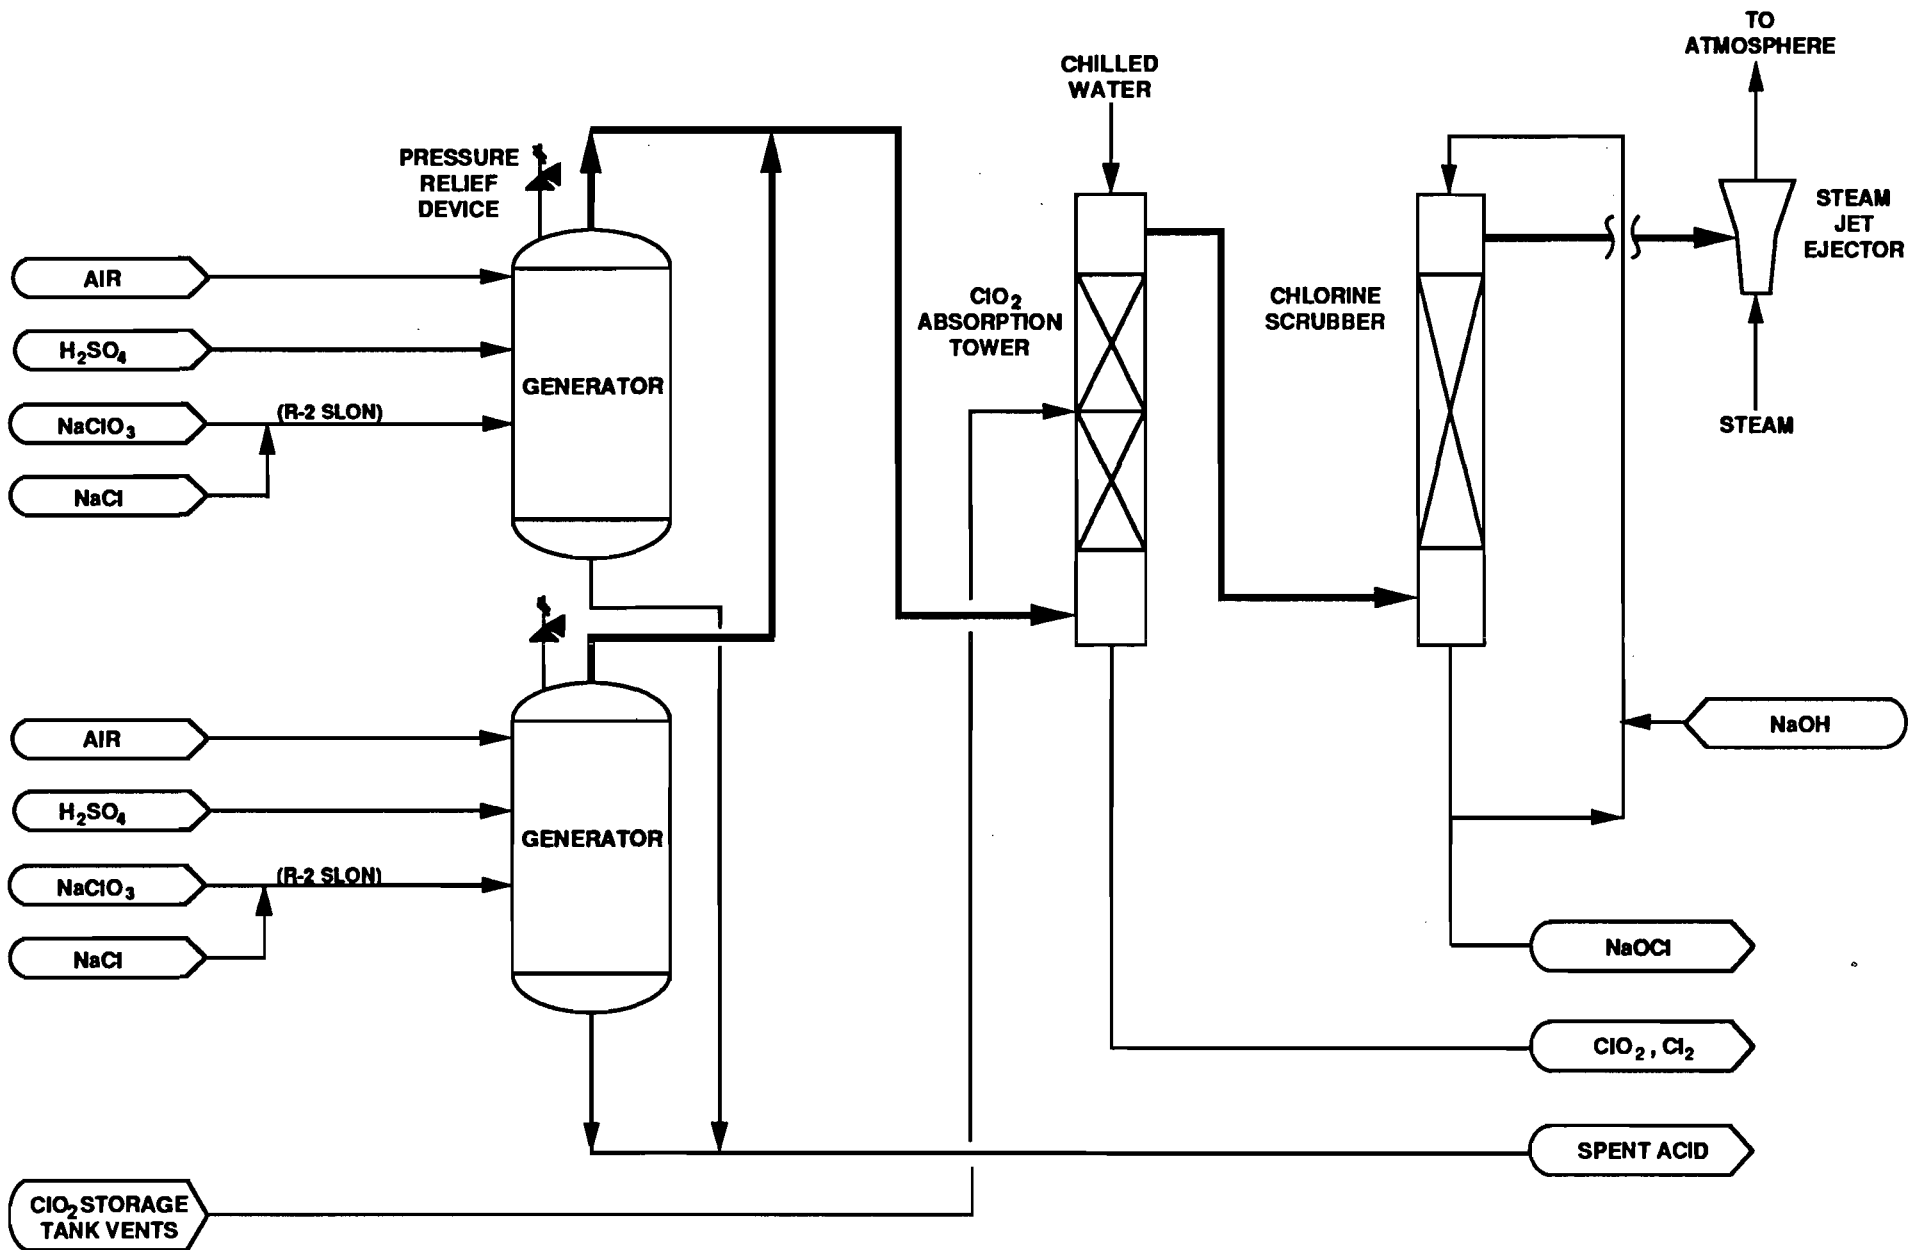 TO
ATMOSPHERE
CHILLED
WATER
PRESSURE
RELIEF
DEVICE
STEAM
JET
EJECTOR
AIR
H₂SO₄
NaClO₃
(R-2 SLON)
NaCl
GENERATOR
ClO₂
ABSORPTION
TOWER
CHLORINE
SCRUBBER
STEAM
AIR
H₂SO₄
NaClO₃
(R-2 SLON)
NaCl
GENERATOR
NaOH
NaOCl
ClO₂ , Cl₂
SPENT ACID
ClO₂ STORAGE
TANK VENTS